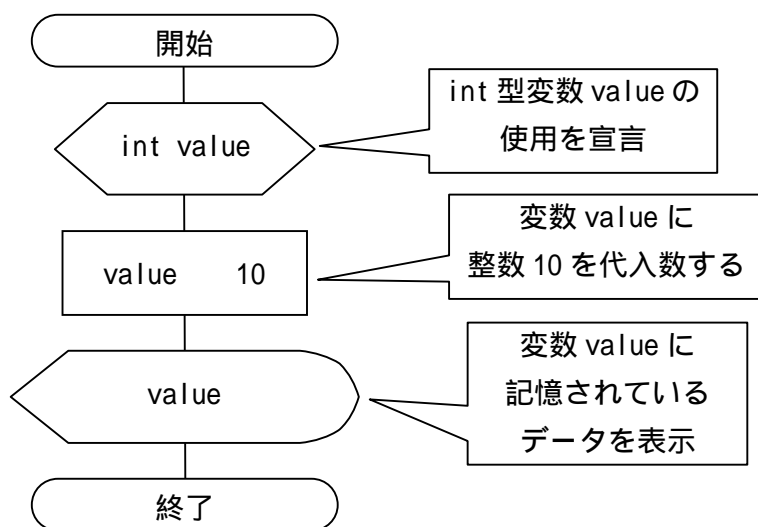 開始
int value
int 型変数 value の
使用を宣言
value 10
変数 value に
整数 10 を代入数する
value
変数 value に
記憶されている
データを表示
終了